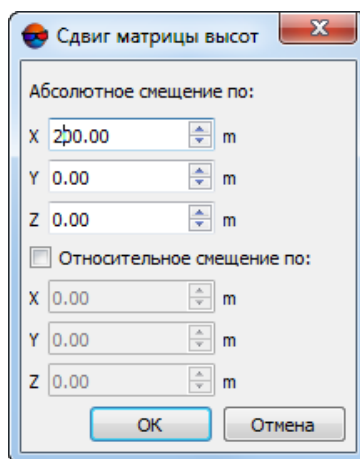 Сдвиг матрицы высот
Абсолютное смещение по:
X 200.00 m
Y 0.00 m
Z 0.00 m
Относительное смещение по:
X 0.00 m
Y 0.00 m
Z 0.00 m
OK Отмена